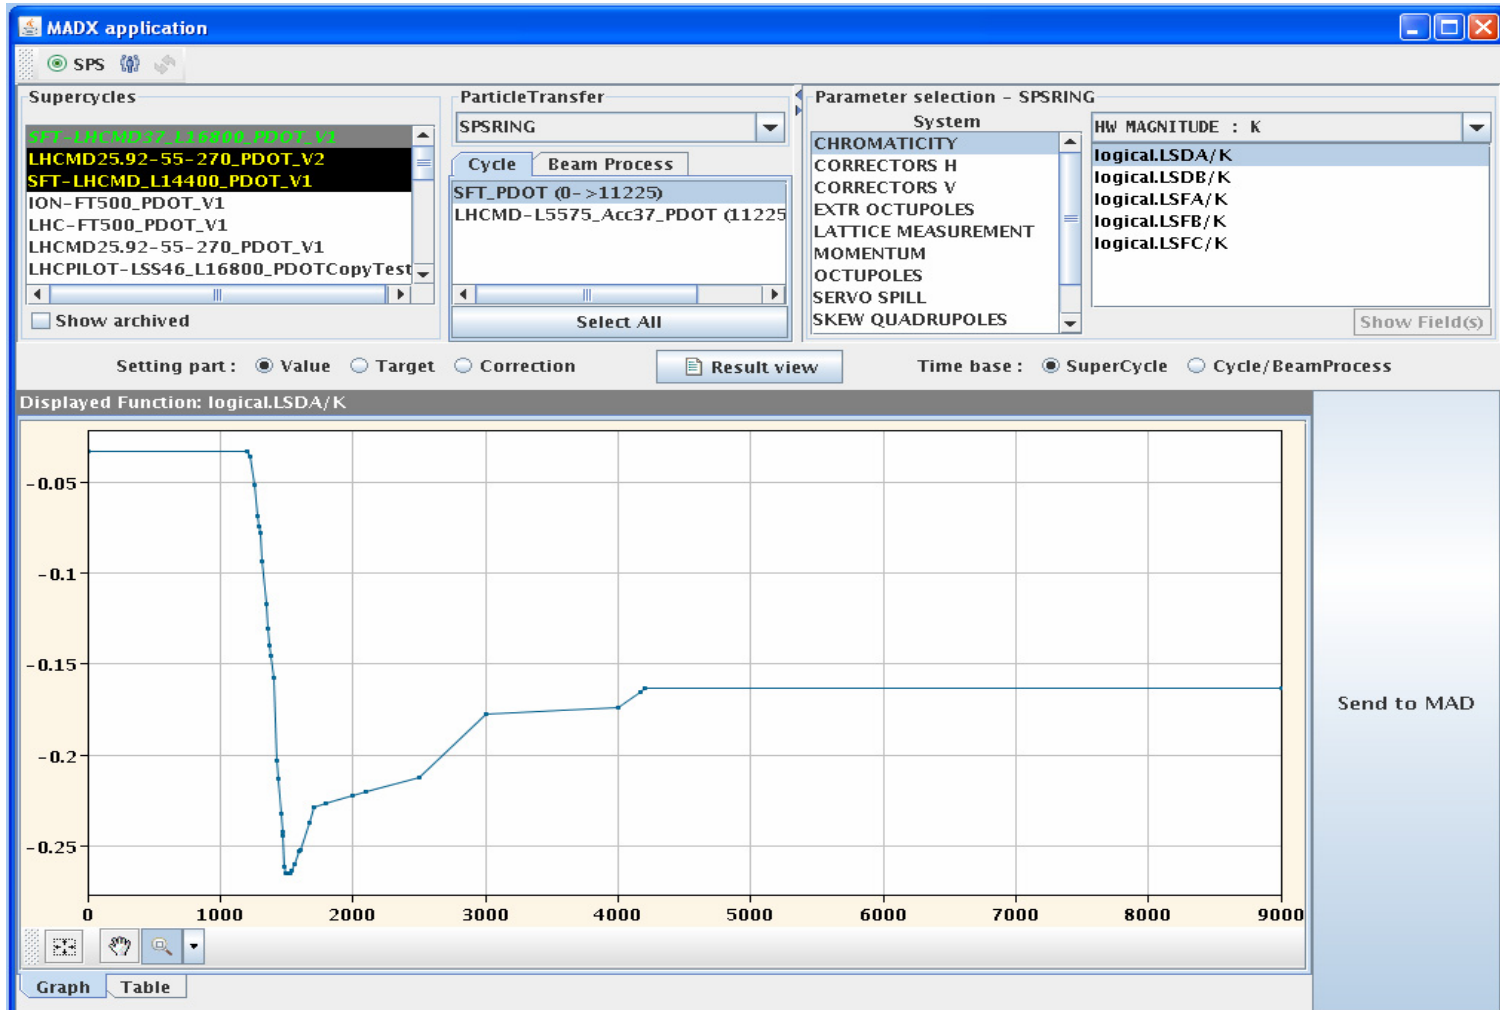 MADX application
SPS
Supercycles
SFT-LHCMD37_L16800_PDOT_V1
LHCMD25.92-55-270_PDOT_V2
SFT-LHCMD_L14400_PDOT_V1
ION-FT500_PDOT_V1
LHC-FT500_PDOT_V1
LHCMD25.92-55-270_PDOT_V1
LHCPILOT-LSS46_L16800_PDOTCopyTest
Show archived
ParticleTransfer
SPSRING
Cycle Beam Process
SFT_PDOT (0->11225)
LHCMD-L5575_Acc37_PDOT (11225
Select All
Parameter selection - SPSRING
System
CHROMATICITY
CORRECTORS H
CORRECTORS V
EXTR OCTUPOLES
LATTICE MEASUREMENT
MOMENTUM
OCTUPOLES
SERVO SPILL
SKEW QUADRUPOLES
HW MAGNITUDE : K
logical.LSDA/K
logical.LSDB/K
logical.LSFA/K
logical.LSFB/K
logical.LSFC/K
Show Field(s)
Setting part : Value Target Correction Result view Time base : SuperCycle Cycle/BeamProcess
Displayed Function: logical.LSDA/K
-0.05
-0.1
-0.15
-0.2
-0.25
0 1000 2000 3000 4000 5000 6000 7000 8000 9000
Send to MAD
Graph Table